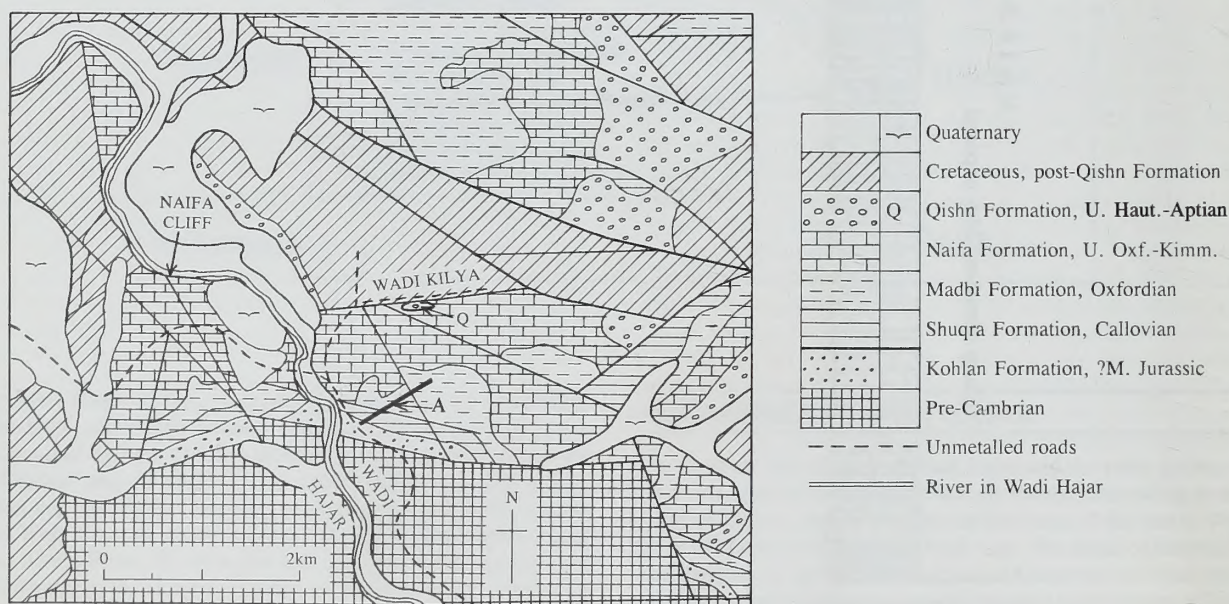 NAIFA
CLIFF
WADI KILYA
Q
A
HAJAR
WADI
N
0 2km
Quaternary
Cretaceous, post-Qishn Formation
Q Qishn Formation, U. Haut.-Aptian
Naifa Formation, U. Oxf.-Kimm.
Madbi Formation, Oxfordian
Shuqra Formation, Callovian
Kohlan Formation, ?M. Jurassic
Pre-Cambrian
Unmetalled roads
River in Wadi Hajar